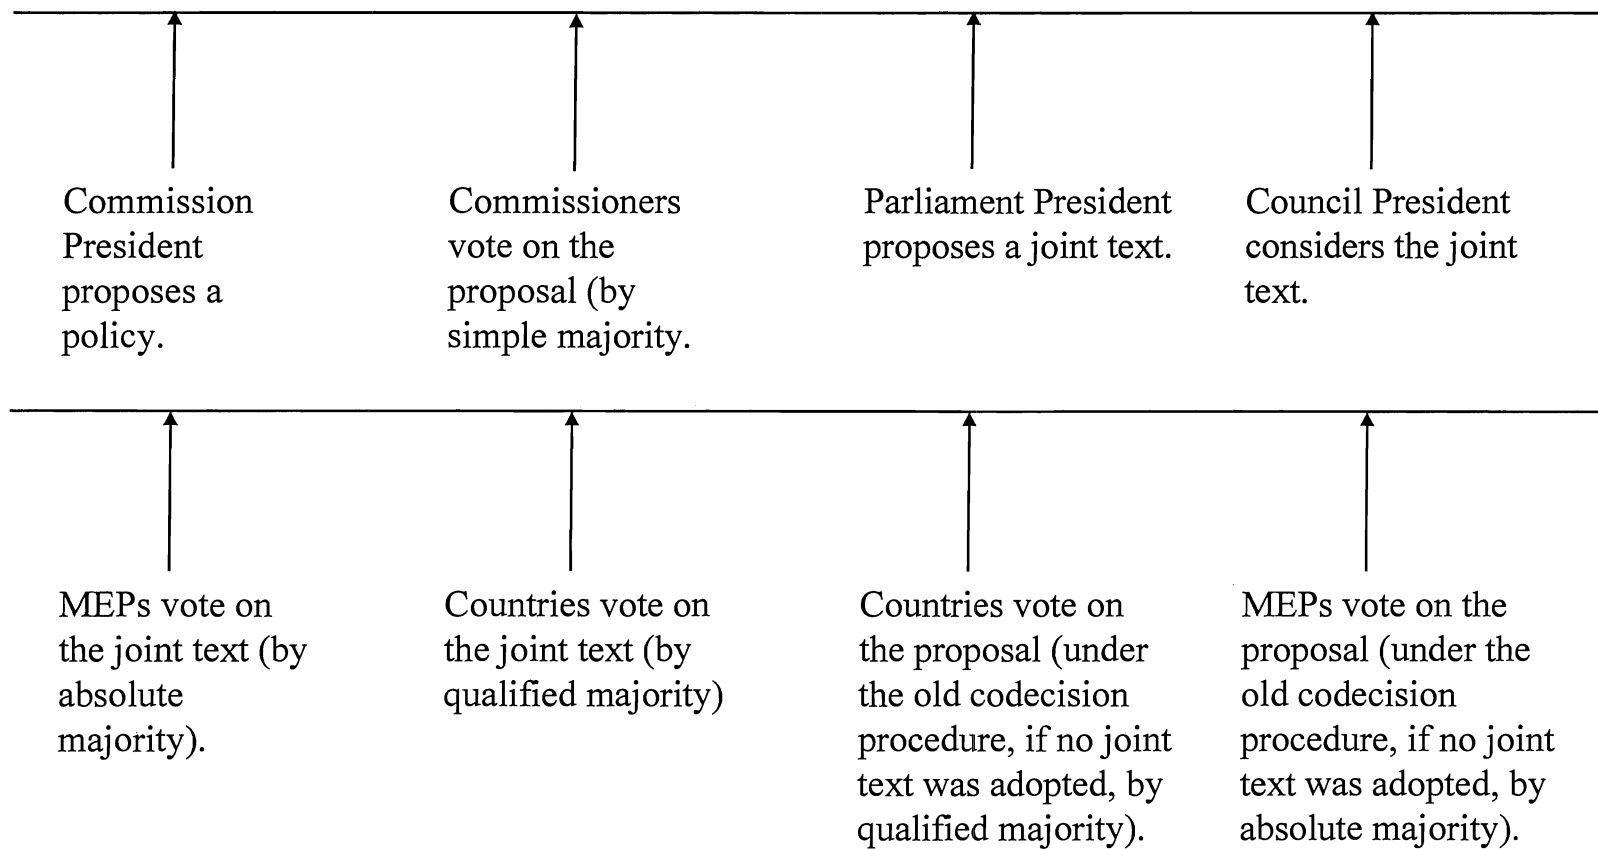 Commission
President
proposes a
policy.
Commissioners
vote on the
proposal (by
simple majority.
Parliament President
proposes a joint text.
Council President
considers the joint
text.
MEPs vote on
the joint text (by
absolute
majority).
Countries vote on
the joint text (by
qualified majority)
Countries vote on
the proposal (under
the old codecision
procedure, if no joint
text was adopted, by
qualified majority).
MEPs vote on the
proposal (under the
old codecision
procedure, if no joint
text was adopted, by
absolute majority).